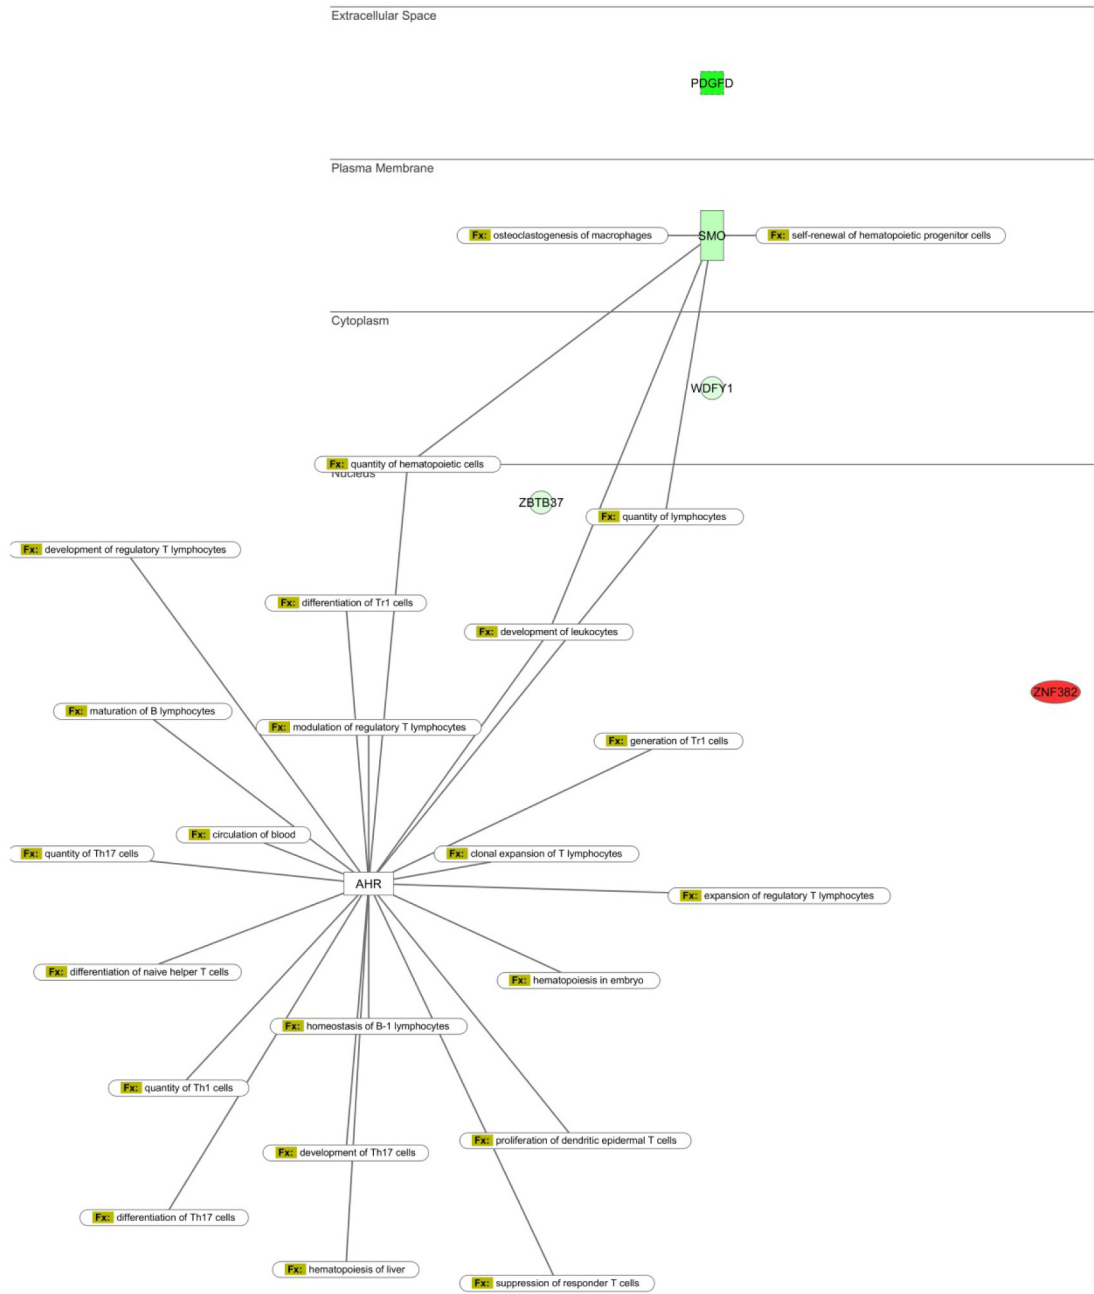 Extracellular Space
PDGFD
Plasma Membrane
Fx: osteoclastogenesis of macrophages
SMO
Fx: self-renewal of hematopoietic progenitor cells
Cytoplasm
WDFY1
Fx: quantity of hematopoietic cells
Nucleus
ZBTB37
Fx: quantity of lymphocytes
Fx: development of regulatory T lymphocytes
Fx: differentiation of Tr1 cells
Fx: development of leukocytes
ZNF382
Fx: maturation of B lymphocytes
Fx: modulation of regulatory T lymphocytes
Fx: generation of Tr1 cells
Fx: circulation of blood
Fx: quantity of Th17 cells
Fx: clonal expansion of T lymphocytes
AHR
Fx: expansion of regulatory T lymphocytes
Fx: differentiation of naive helper T cells
Fx: hematopoiesis in embryo
Fx: homeostasis of B-1 lymphocytes
Fx: quantity of Th1 cells
Fx: proliferation of dendritic epidermal T cells
Fx: development of Th17 cells
Fx: differentiation of Th17 cells
Fx: hematopoiesis of liver
Fx: suppression of responder T cells